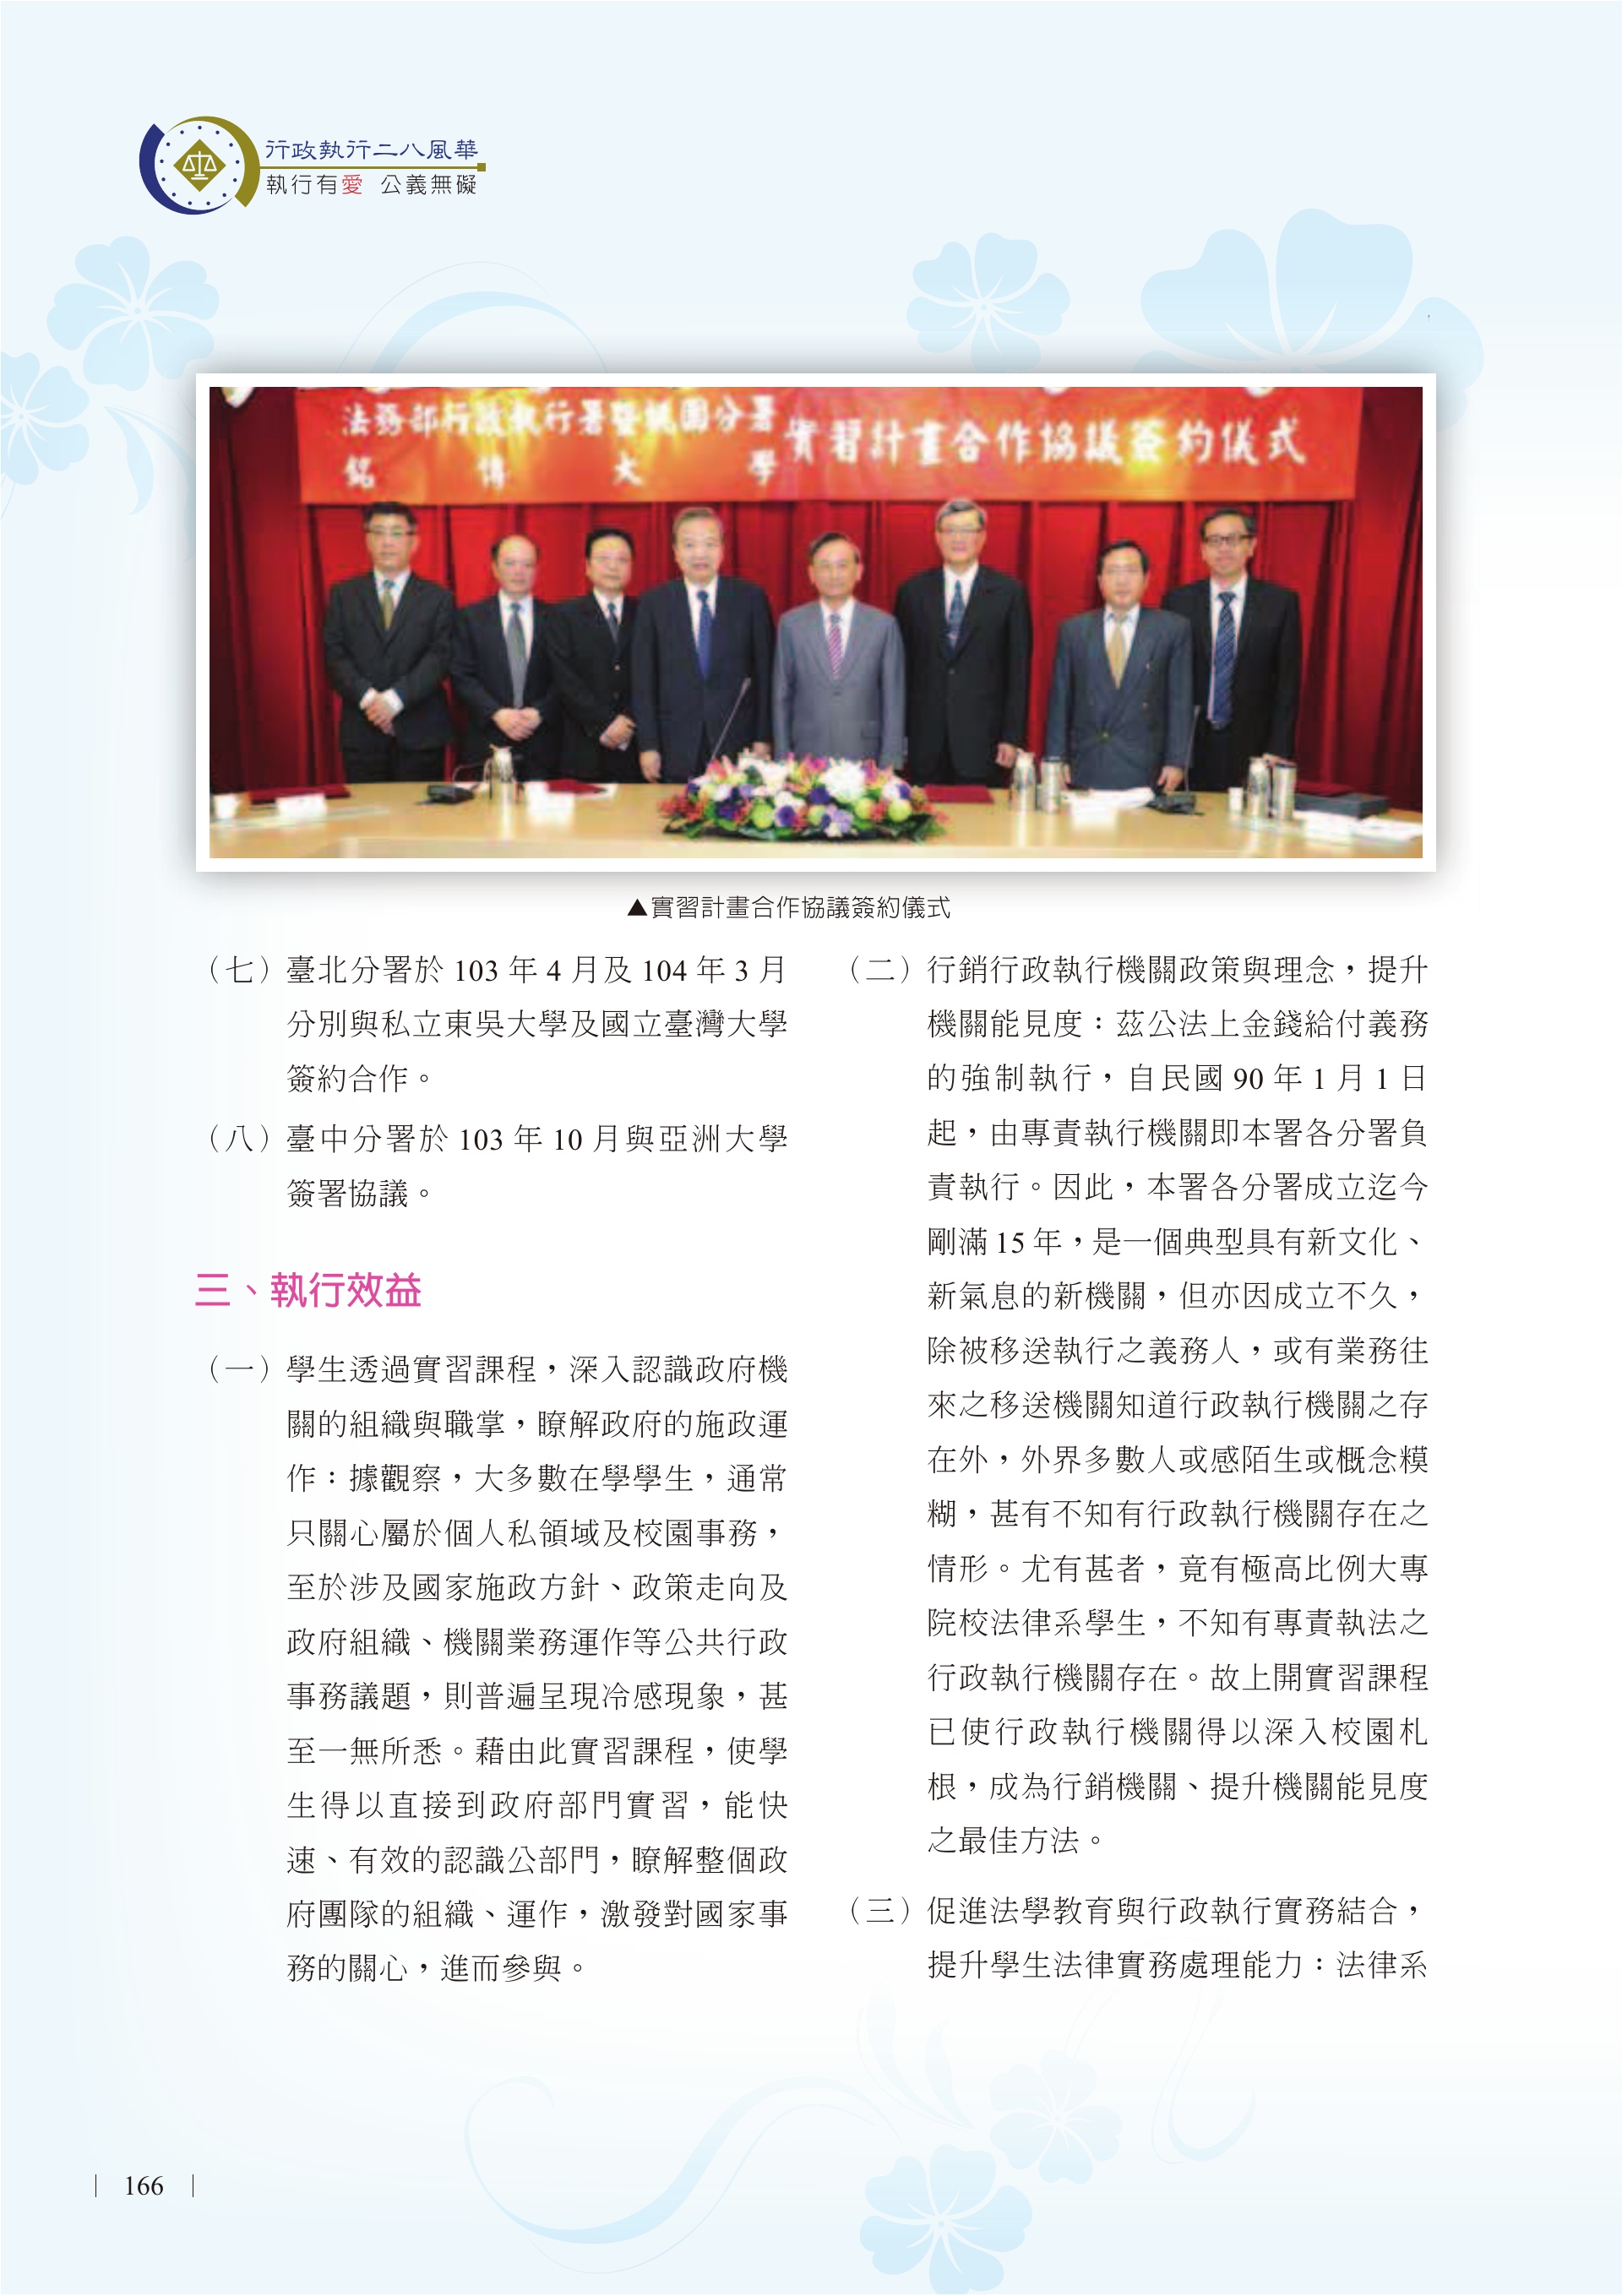 行政執行二八風華
執行有愛 公義無礙
法務部行政執行署暨桃園分署
銘傳大學
實習計畫合作協議簽約儀式
▲實習計畫合作協議簽約儀式
（七）臺北分署於 103 年 4 月及 104 年 3 月
分別與私立東吳大學及國立臺灣大學
簽約合作。
（八）臺中分署於 103 年 10 月與亞洲大學
簽署協議。
三、執行效益
（一）學生透過實習課程，深入認識政府機
關的組織與職掌，瞭解政府的施政運
作：據觀察，大多數在學學生，通常
只關心屬於個人私領域及校園事務，
至於涉及國家施政方針、政策走向及
政府組織、機關業務運作等公共行政
事務議題，則普遍呈現冷感現象，甚
至一無所悉。藉由此實習課程，使學
生得以直接到政府部門實習，能快
速、有效的認識公部門，瞭解整個政
府團隊的組織、運作，激發對國家事
務的關心，進而參與。
（二）行銷行政執行機關政策與理念，提升
機關能見度：茲公法上金錢給付義務
的強制執行，自民國 90 年 1 月 1 日
起，由專責執行機關即本署各分署負
責執行。因此，本署各分署成立迄今
剛滿 15 年，是一個典型具有新文化、
新氣息的新機關，但亦因成立不久，
除被移送執行之義務人，或有業務往
來之移送機關知道行政執行機關之存
在外，外界多數人或感陌生或概念糢
糊，甚有不知有行政執行機關存在之
情形。尤有甚者，竟有極高比例大專
院校法律系學生，不知有專責執法之
行政執行機關存在。故上開實習課程
已使行政執行機關得以深入校園札
根，成為行銷機關、提升機關能見度
之最佳方法。
（三）促進法學教育與行政執行實務結合，
提升學生法律實務處理能力：法律系
166